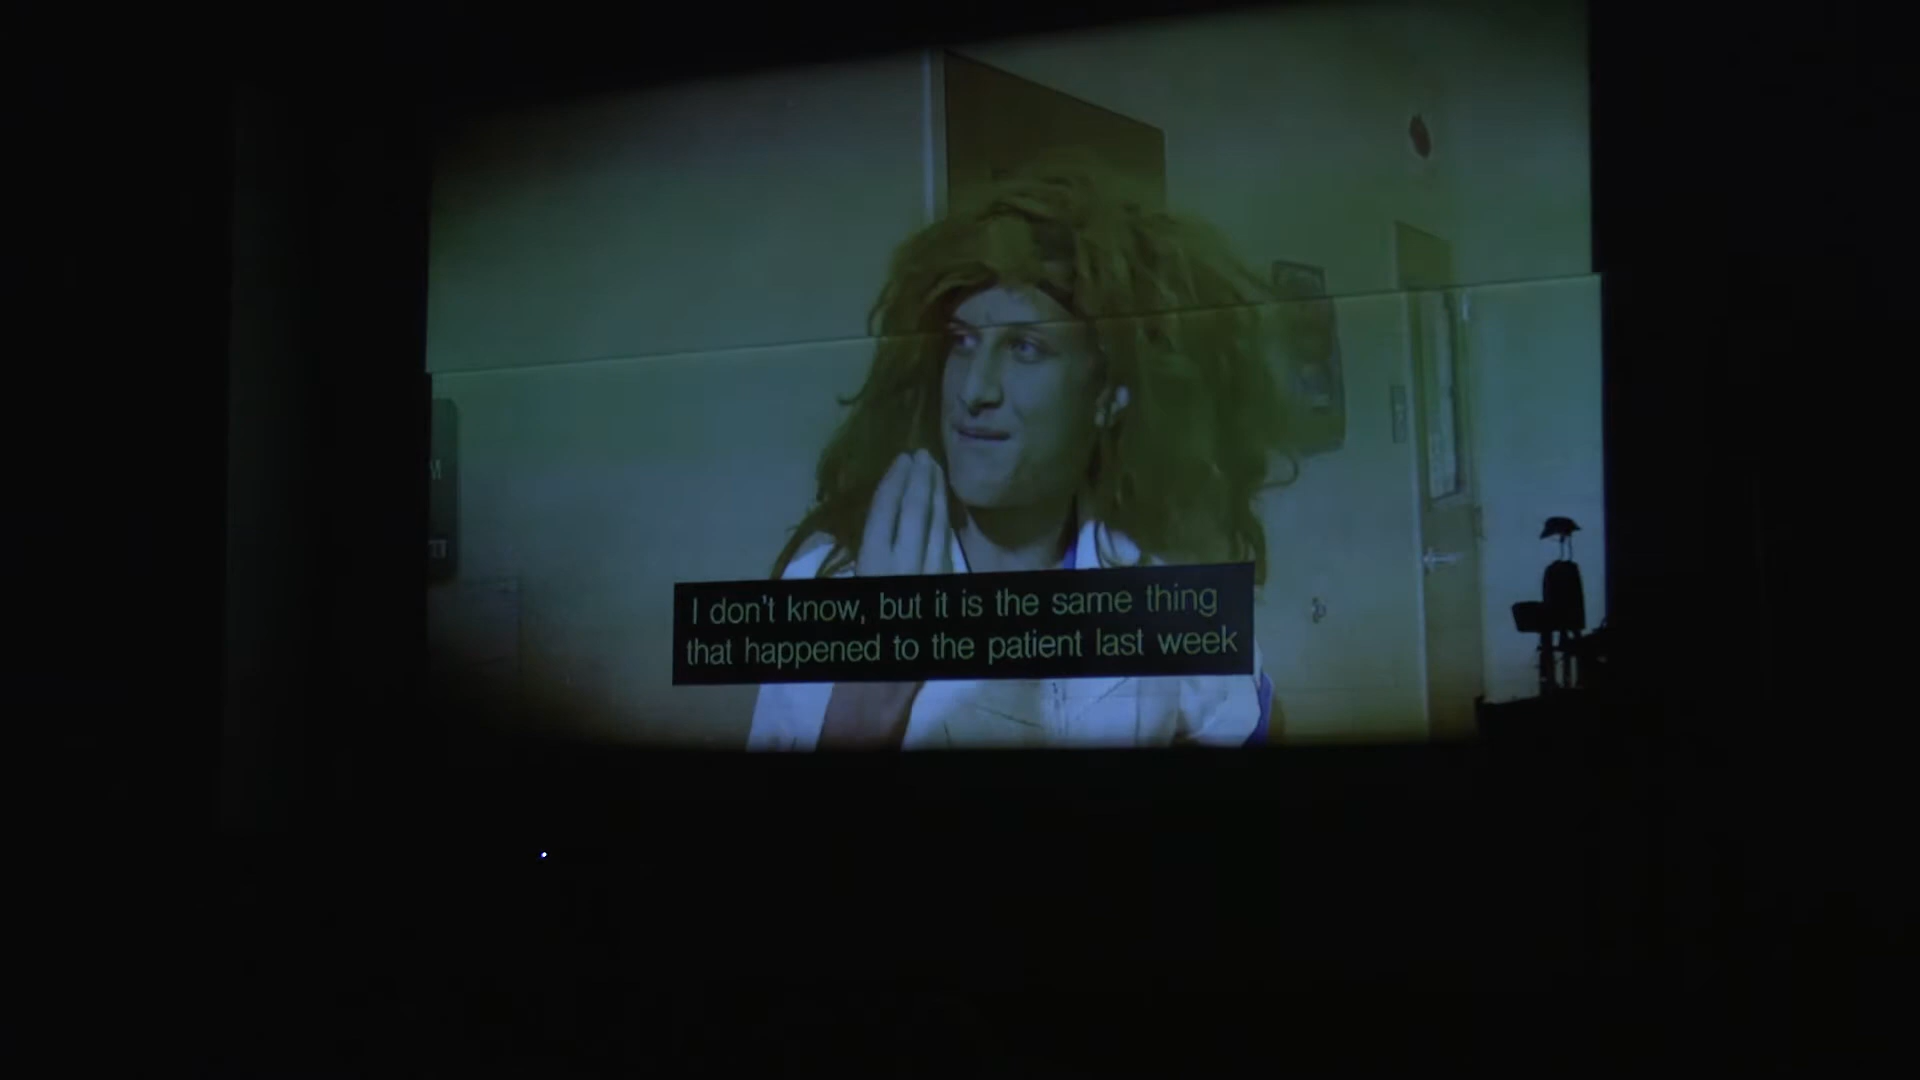 I don't know, but it is the same thing
that happened to the patient last week